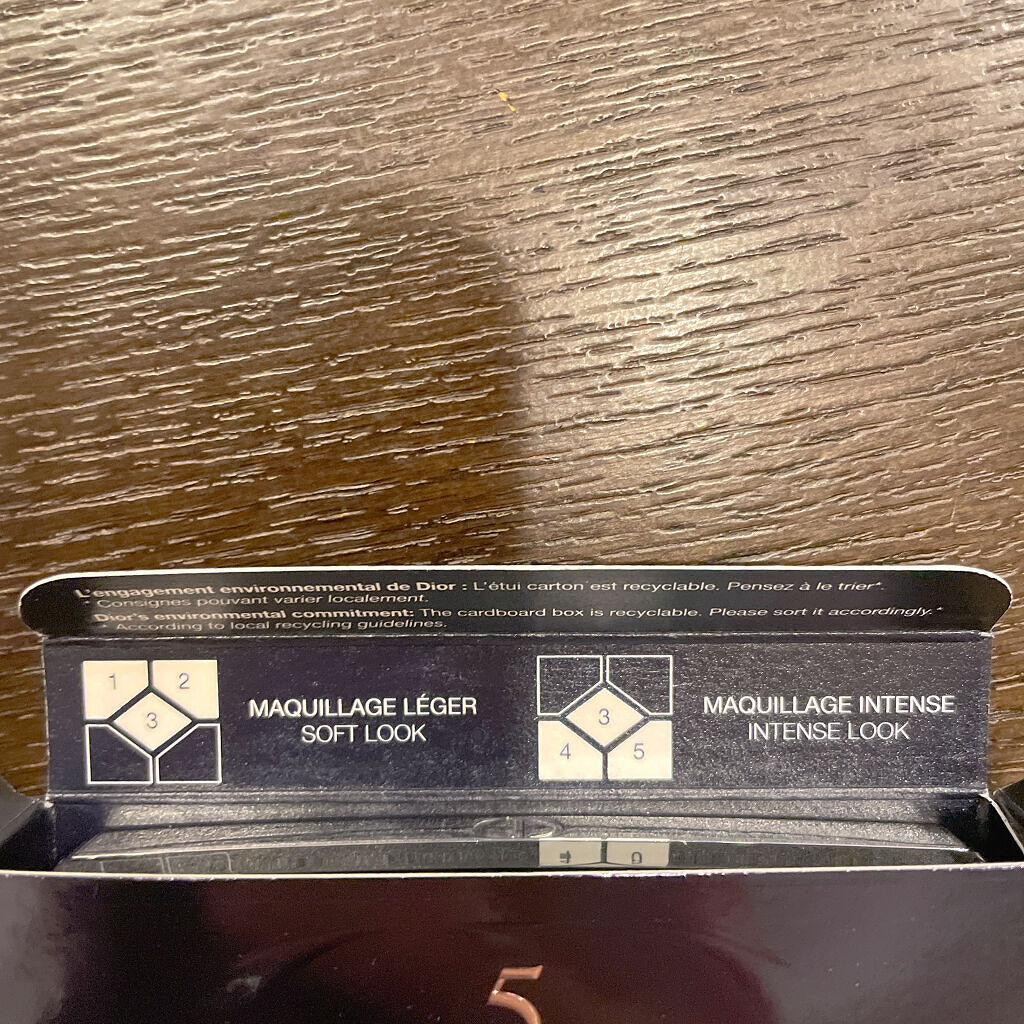 L'engagement environnemental de Dior : L'étui carton est recyclable. Pensez à le trier*.
* Consignes pouvant varier localement.
Dior's environmental commitment: The cardboard box is recyclable. Please sort it accordingly.*
* According to local recycling guidelines.
1 2
3
MAQUILLAGE LÉGER
SOFT LOOK
3
4 5
MAQUILLAGE INTENSE
INTENSE LOOK
5